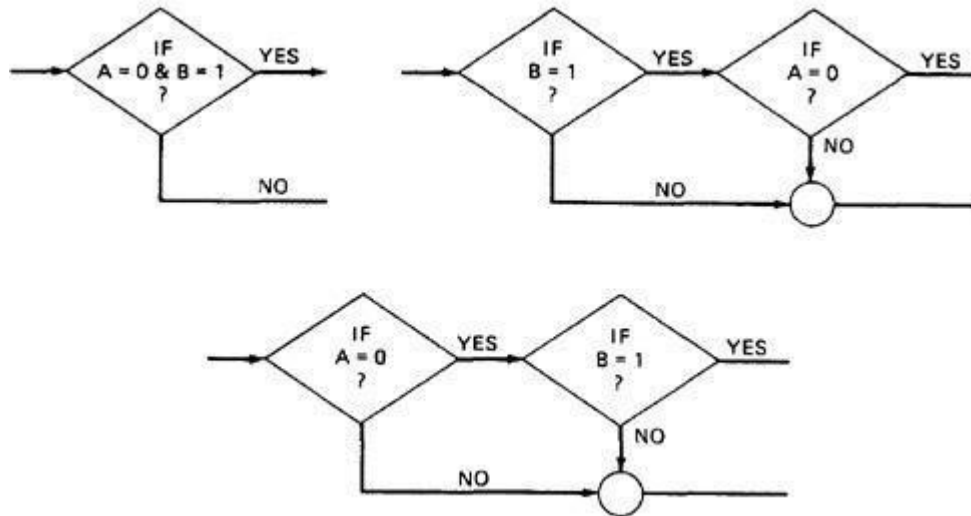 IF
A = 0 & B = 1
?
YES
NO
IF
B = 1
?
YES
NO
IF
A = 0
?
YES
NO
IF
A = 0
?
YES
NO
IF
B = 1
?
YES
NO